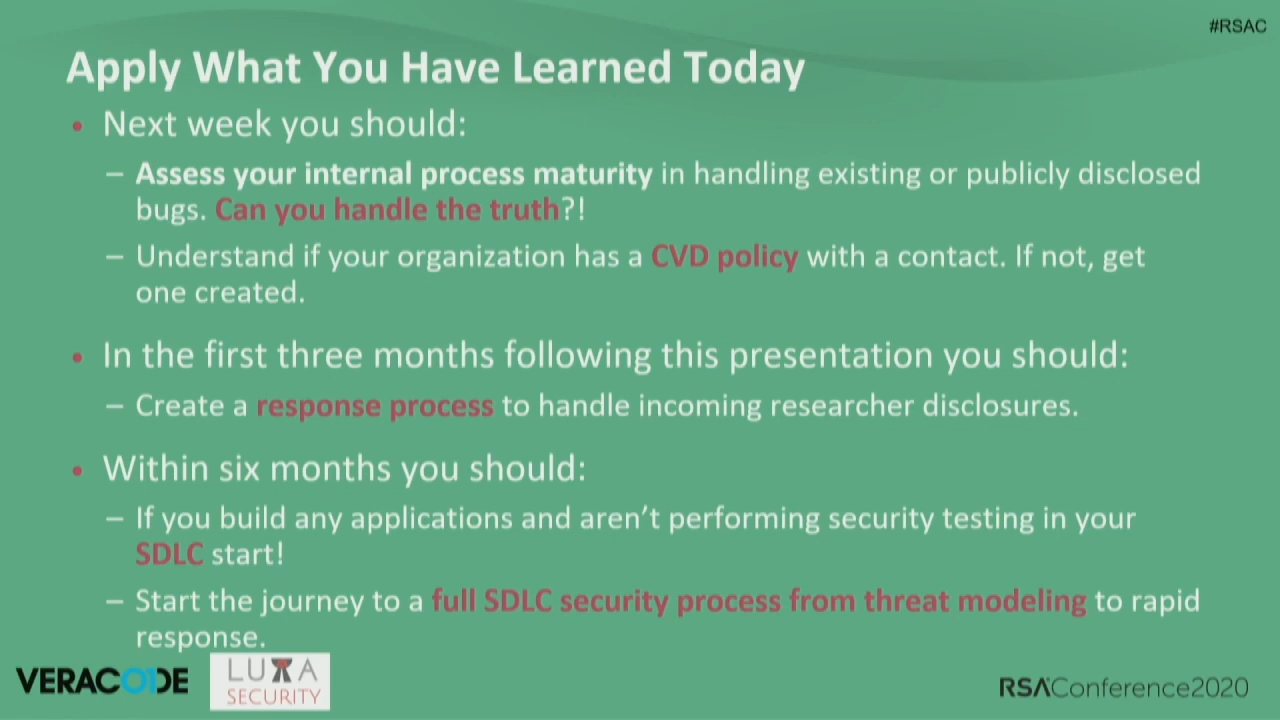 #RSAC
Apply What You Have Learned Today
• Next week you should:
– Assess your internal process maturity in handling existing or publicly disclosed
bugs. Can you handle the truth?!
– Understand if your organization has a CVD policy with a contact. If not, get
one created.
• In the first three months following this presentation you should:
– Create a response process to handle incoming researcher disclosures.
• Within six months you should:
– If you build any applications and aren't performing security testing in your
SDLC start!
– Start the journey to a full SDLC security process from threat modeling to rapid
response.
VERACODE
LUTA
SECURITY
RSAConference2020